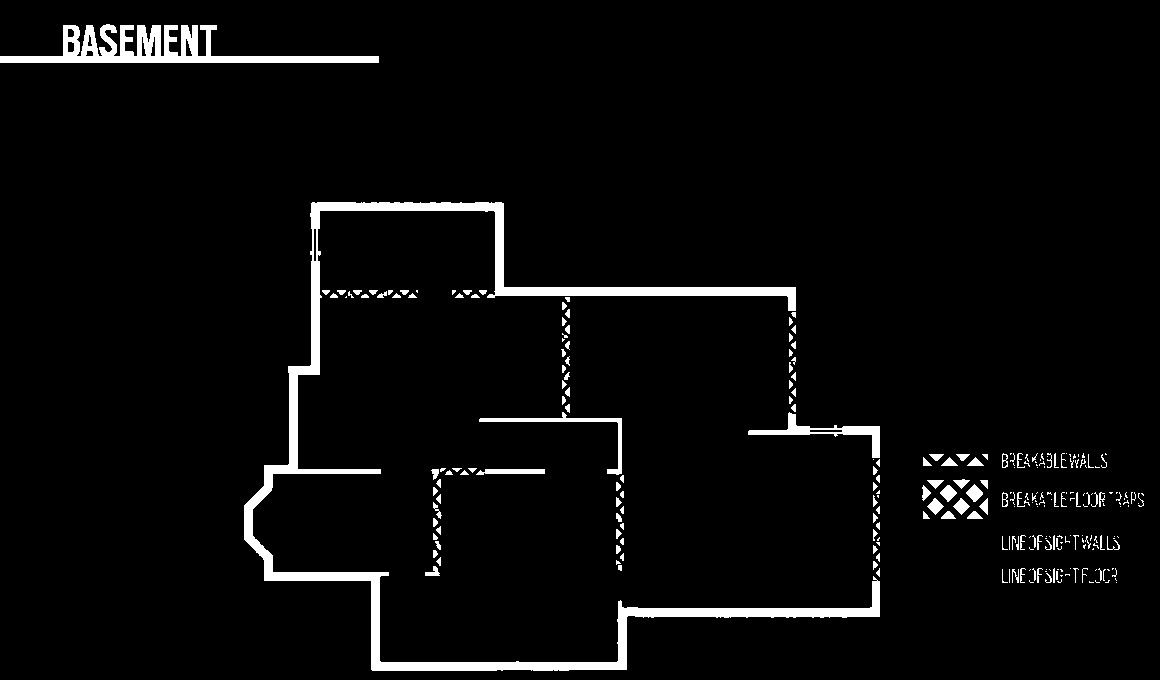 BASEMENT
BREAKABLE WALLS
BREAKABLE FLOOR TRAPS
LINE OF SIGHT WALLS
LINE OF SIGHT FLOOR